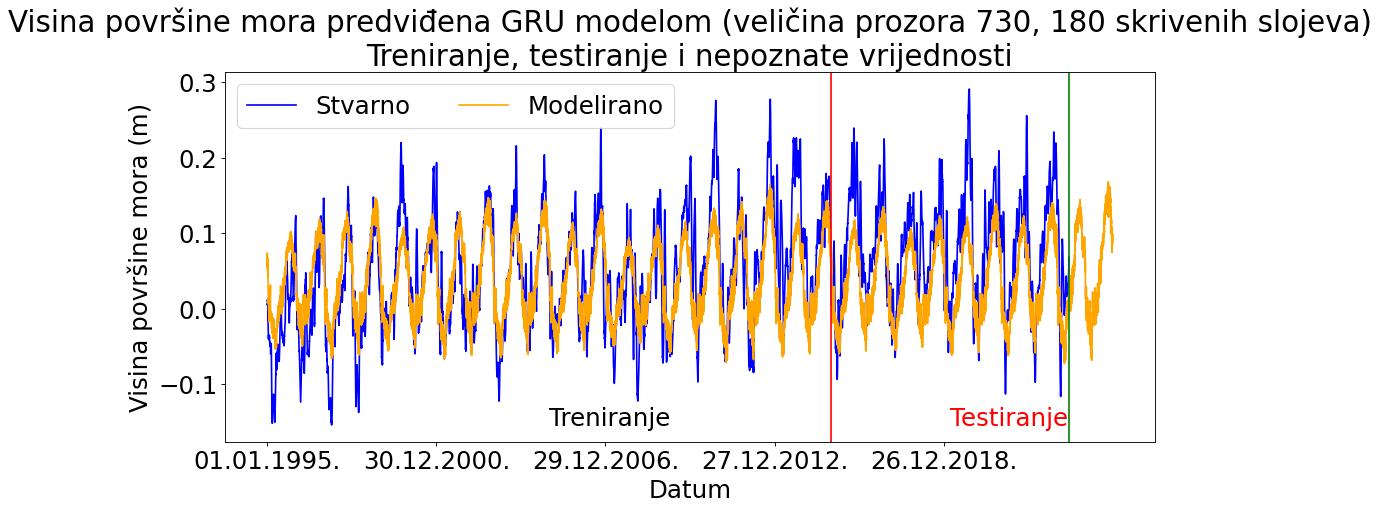 Visina površine mora predviđena GRU modelom (veličina prozora 730, 180 skrivenih slojeva)
Treniranje, testiranje i nepoznate vrijednosti
Stvarno
Modelirano
Visina površine mora (m)
0.3
0.2
0.1
0.0
−0.1
Treniranje
Testiranje
01.01.1995.
30.12.2000.
29.12.2006.
27.12.2012.
26.12.2018.
Datum